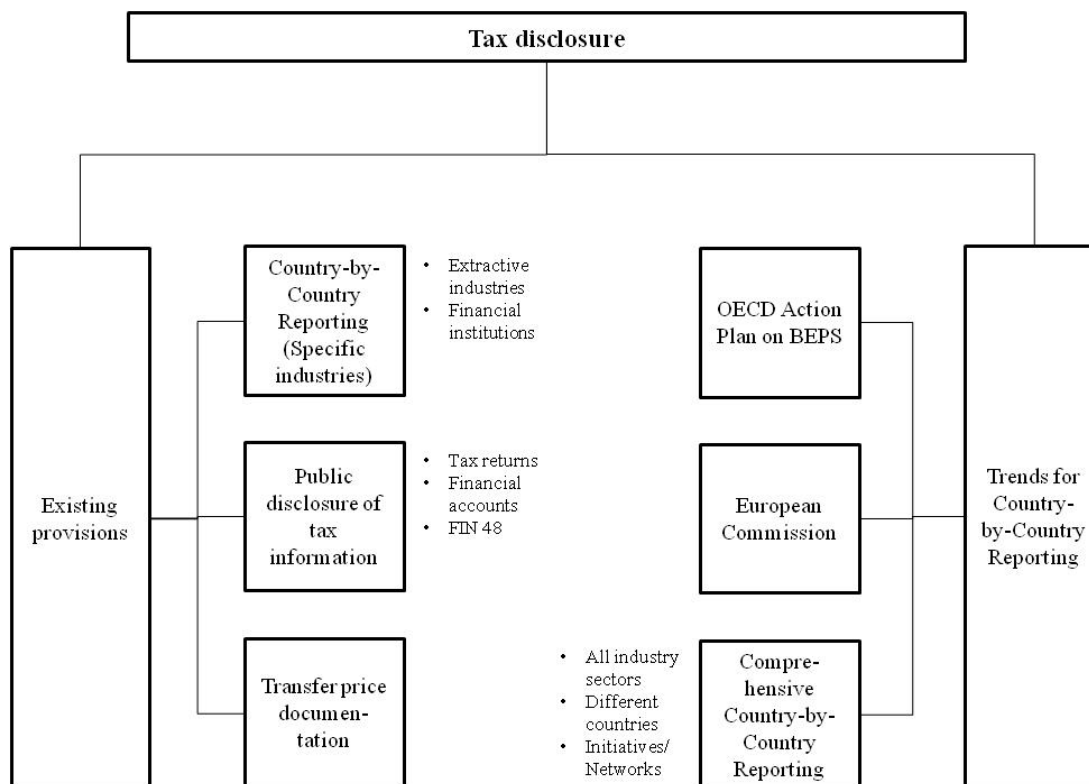 Tax disclosure
Existing
provisions
Country-by-
Country
Reporting
(Specific
industries)
• Extractive
industries
• Financial
institutions
Public
disclosure of
tax
information
• Tax returns
• Financial
accounts
• FIN 48
Transfer price
documen-
tation
OECD Action
Plan on BEPS
European
Commission
• All industry
sectors
• Different
countries
• Initiatives/
Networks
Compre-
hensive
Country-by-
Country
Reporting
Trends for
Country-
by-Country
Reporting